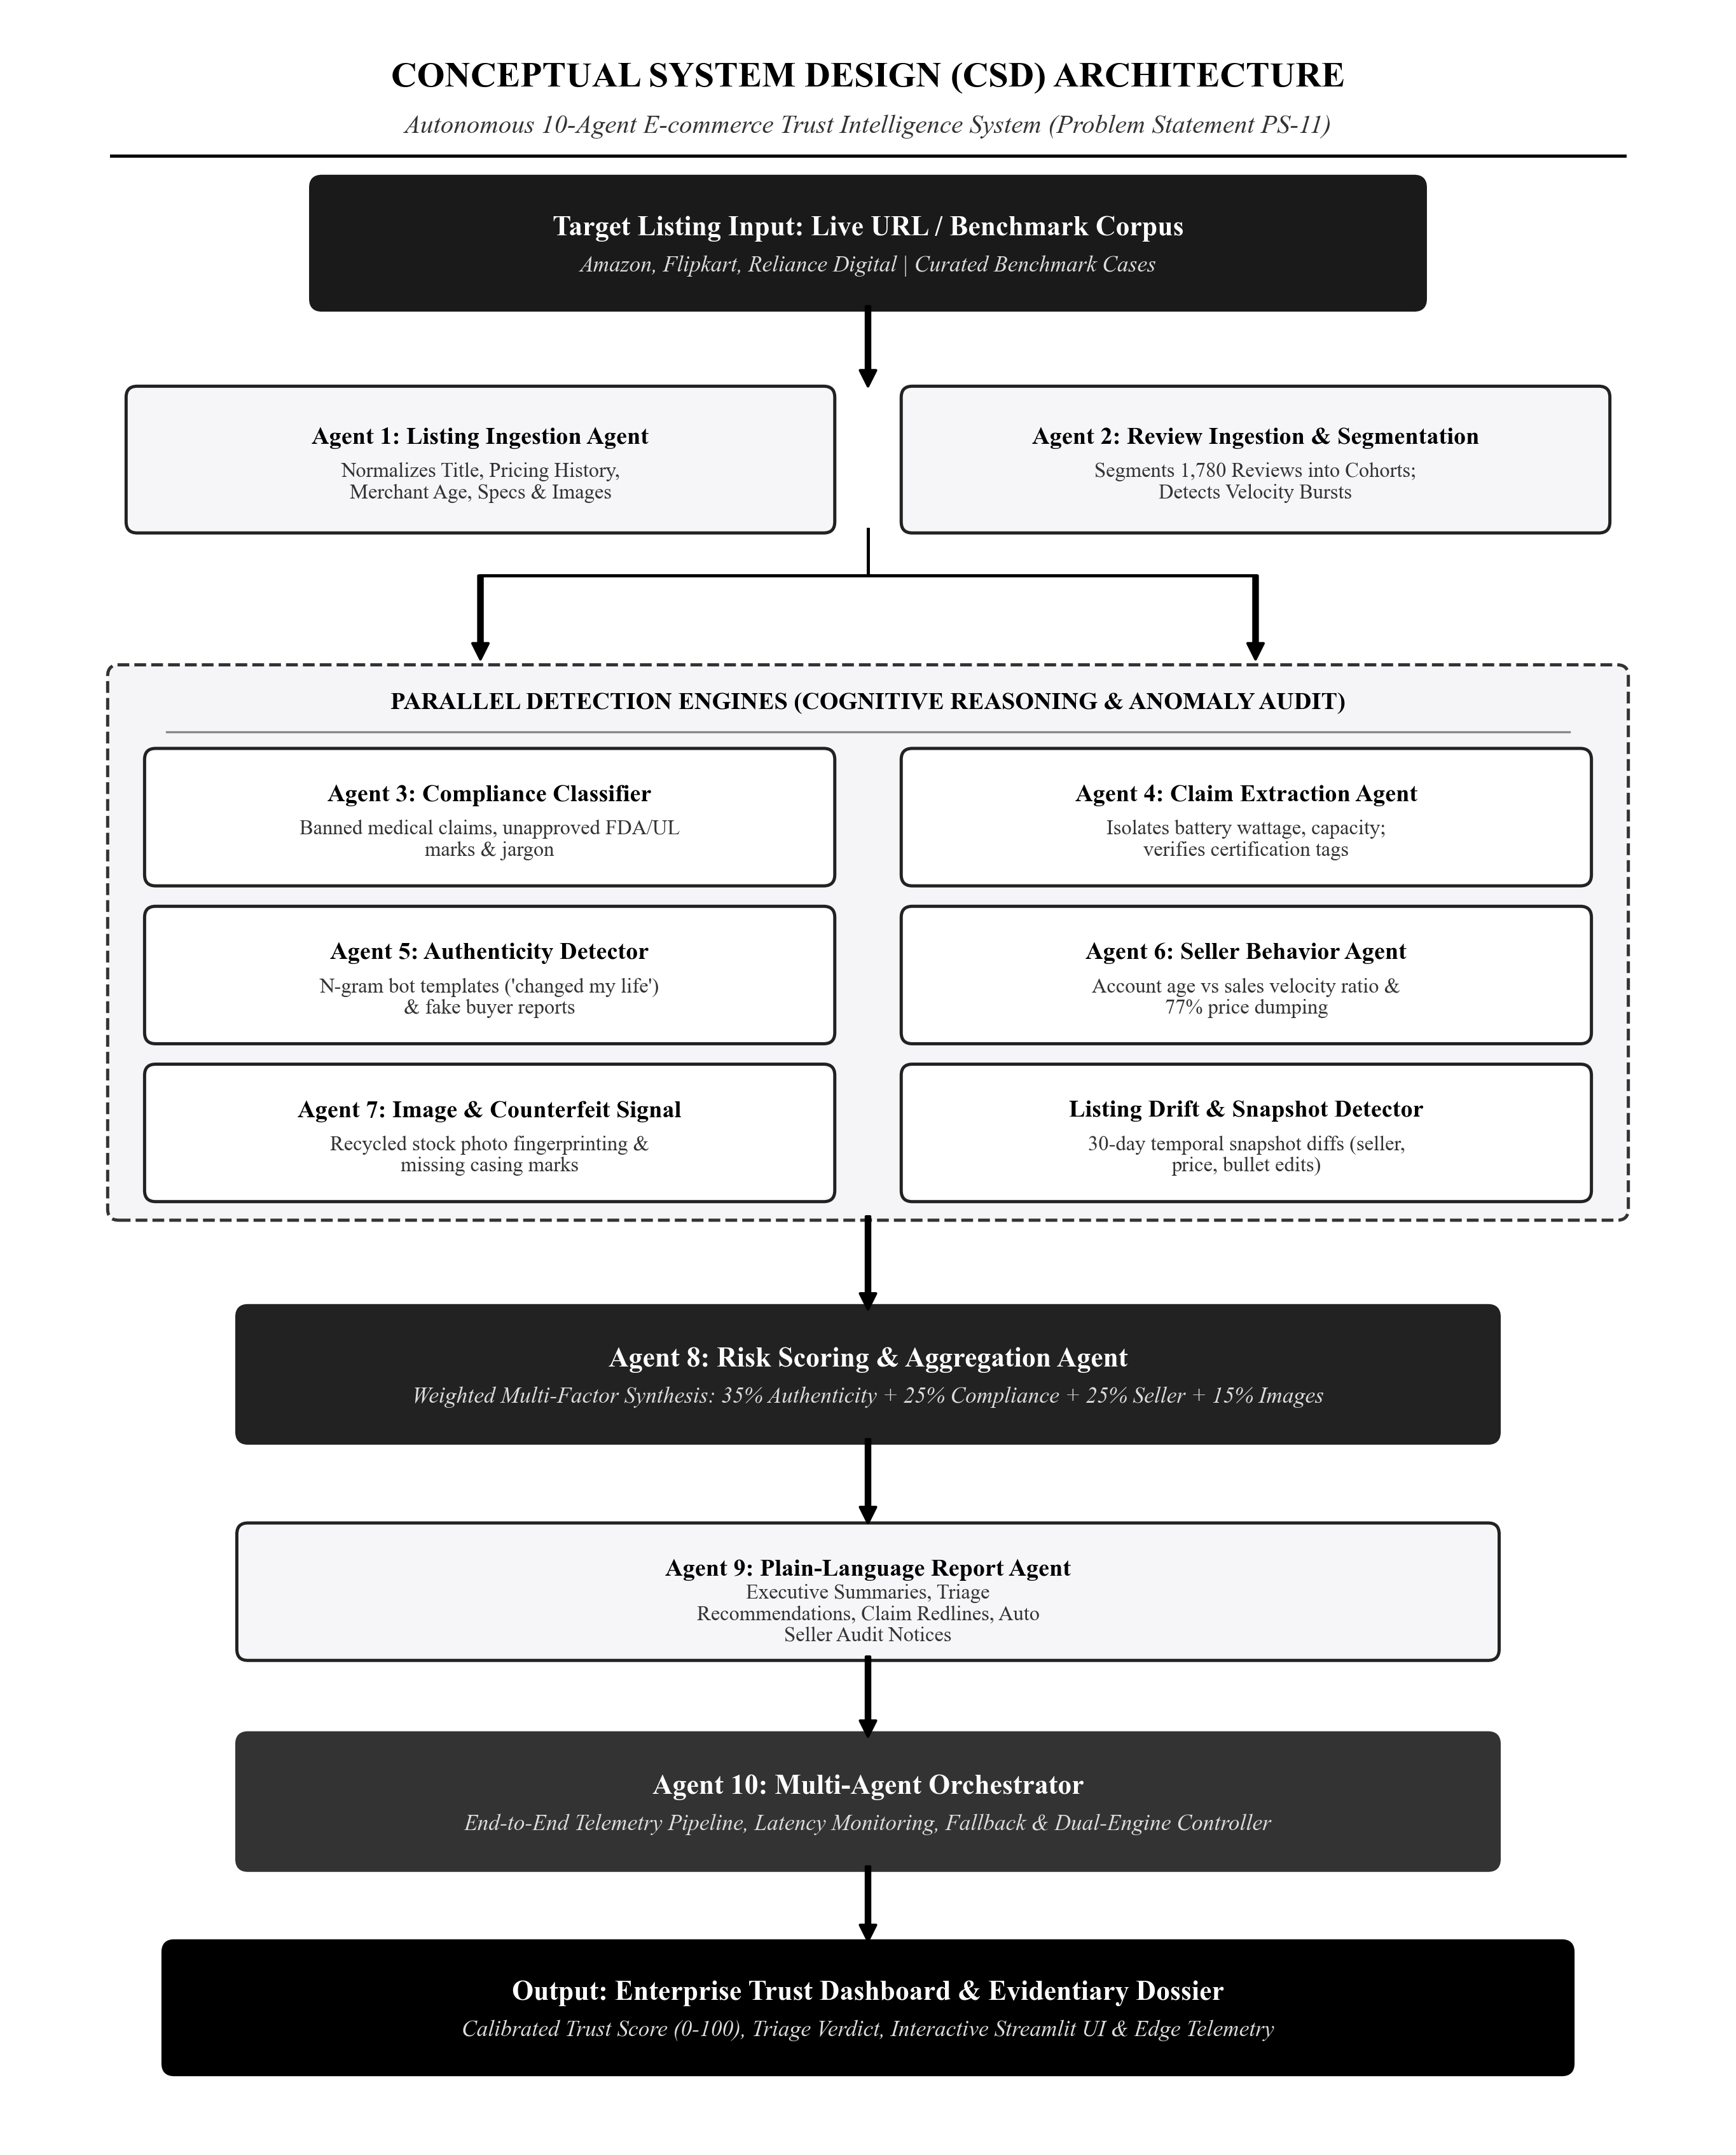 CONCEPTUAL SYSTEM DESIGN (CSD) ARCHITECTURE
Autonomous 10-Agent E-commerce Trust Intelligence System (Problem Statement PS-11)
Target Listing Input: Live URL / Benchmark Corpus
Amazon, Flipkart, Reliance Digital | Curated Benchmark Cases
Agent 1: Listing Ingestion Agent
Normalizes Title, Pricing History,
Merchant Age, Specs & Images
Agent 2: Review Ingestion & Segmentation
Segments 1,780 Reviews into Cohorts;
Detects Velocity Bursts
PARALLEL DETECTION ENGINES (COGNITIVE REASONING & ANOMALY AUDIT)
Agent 3: Compliance Classifier
Banned medical claims, unapproved FDA/UL
marks & jargon
Agent 4: Claim Extraction Agent
Isolates battery wattage, capacity;
verifies certification tags
Agent 5: Authenticity Detector
N-gram bot templates ('changed my life')
& fake buyer reports
Agent 6: Seller Behavior Agent
Account age vs sales velocity ratio &
77% price dumping
Agent 7: Image & Counterfeit Signal
Recycled stock photo fingerprinting &
missing casing marks
Listing Drift & Snapshot Detector
30-day temporal snapshot diffs (seller,
price, bullet edits)
Agent 8: Risk Scoring & Aggregation Agent
Weighted Multi-Factor Synthesis: 35% Authenticity + 25% Compliance + 25% Seller + 15% Images
Agent 9: Plain-Language Report Agent
Executive Summaries, Triage
Recommendations, Claim Redlines, Auto
Seller Audit Notices
Agent 10: Multi-Agent Orchestrator
End-to-End Telemetry Pipeline, Latency Monitoring, Fallback & Dual-Engine Controller
Output: Enterprise Trust Dashboard & Evidentiary Dossier
Calibrated Trust Score (0-100), Triage Verdict, Interactive Streamlit UI & Edge Telemetry